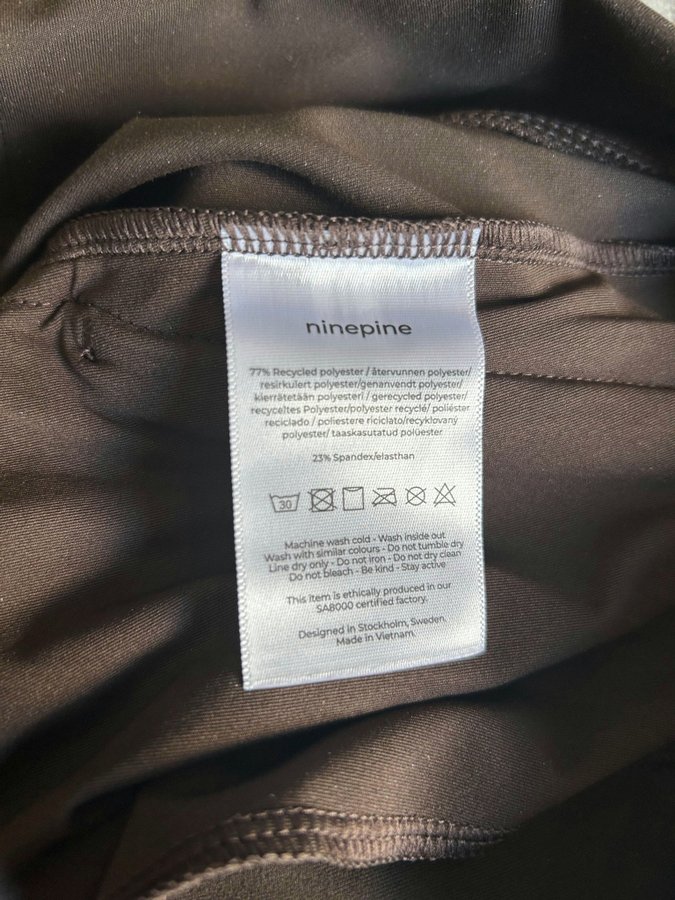 ninepine
77% Recycled polyester / återvunnen polyester/
resirkulert polyester/genanvendt polyester/
kierrätetään polyesteri / gerecycled polyester/
recyceltes Polyester/polyester recyclé/ poliéster
reciclado / poliestere riciclato/recyklovany
polyester/ taaskasutatud polüester
23% Spandex/elasthan
30
Machine wash cold - Wash inside out
Wash with similar colours - Do not tumble dry
Line dry only - Do not iron - Do not dry clean
Do not bleach - Be kind - Stay active
This item is ethically produced in our
SA8000 certified factory.
Designed in Stockholm, Sweden.
Made in Vietnam.